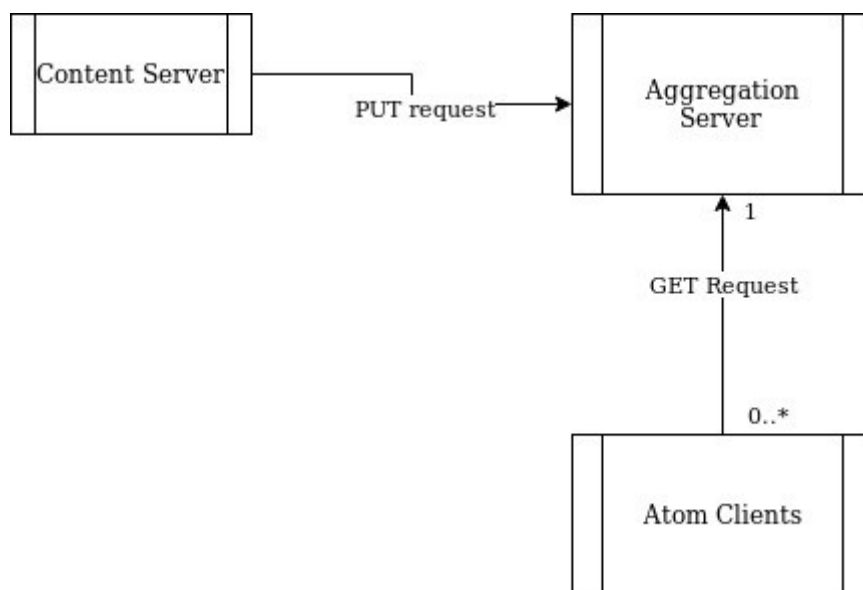 Content Server
PUT request
Aggregation
Server
1
GET Request
0..*
Atom Clients